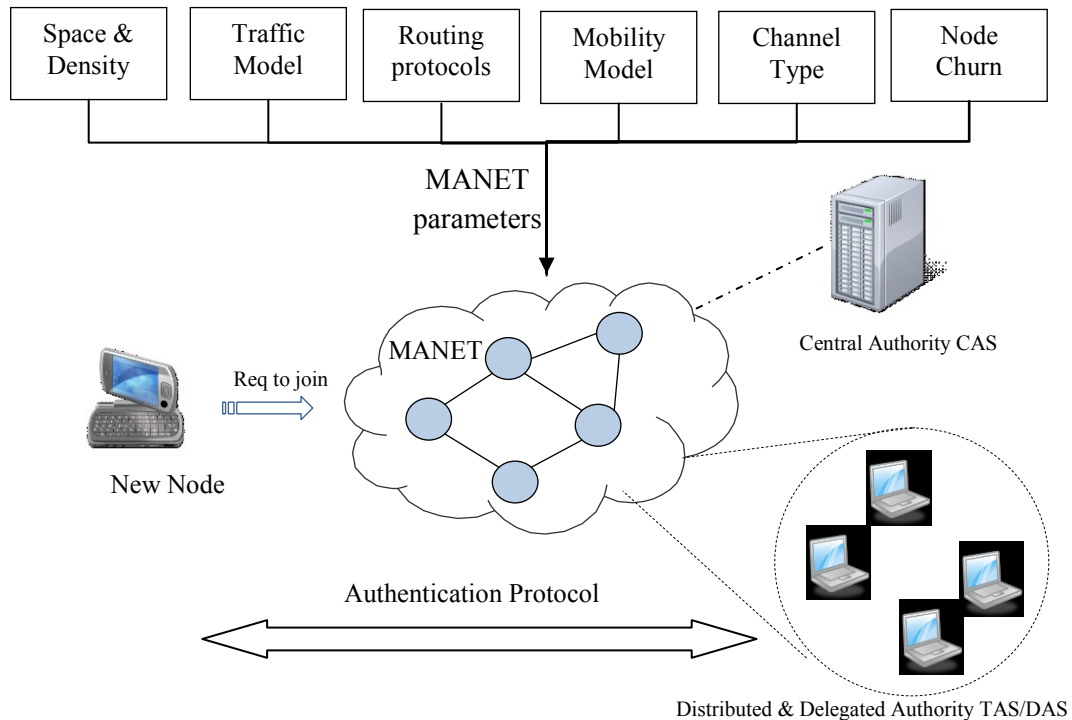 Space &
Density
Traffic
Model
Routing
protocols
Mobility
Model
Channel
Type
Node
Churn
MANET
parameters
Central Authority CAS
MANET
Req to join
New Node
Authentication Protocol
Distributed & Delegated Authority TAS/DAS